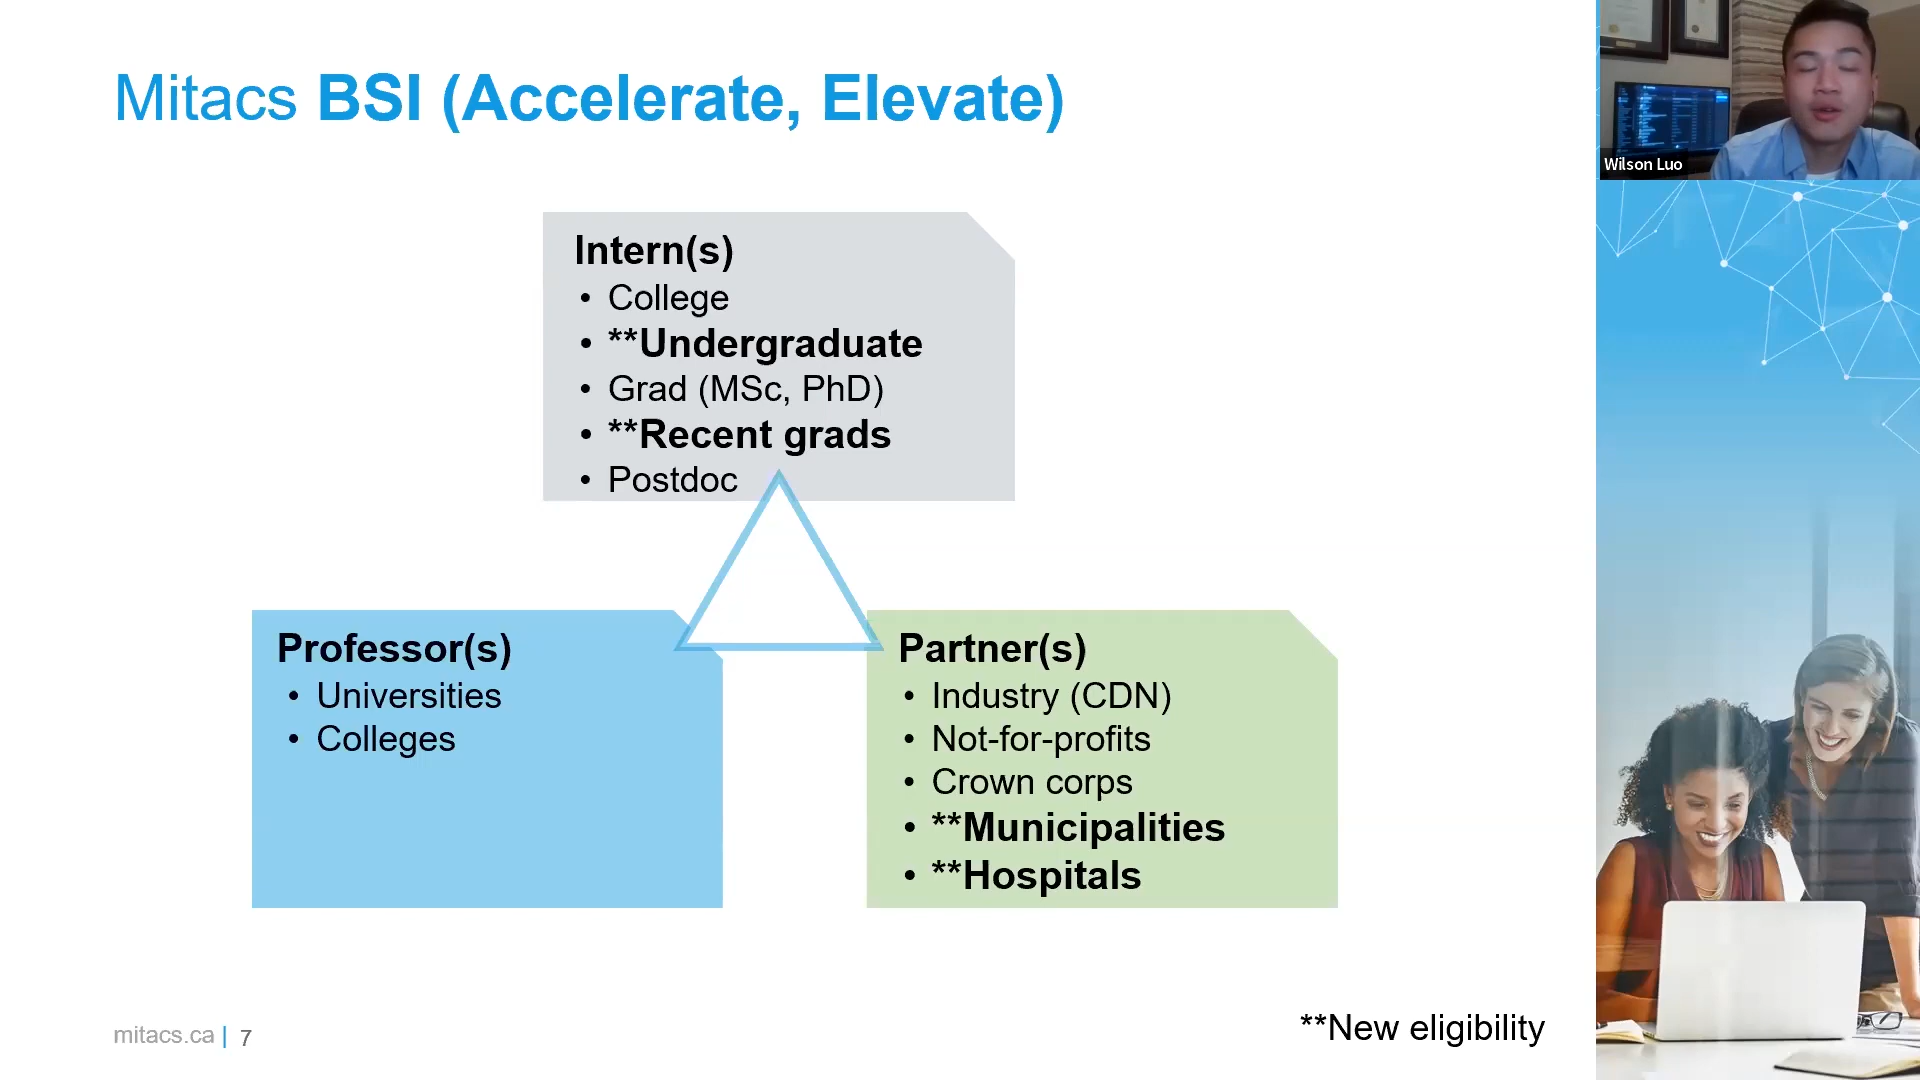 Mitacs BSI (Accelerate, Elevate)
Wilson Luo
Intern(s)
• College
• **Undergraduate
• Grad (MSc, PhD)
• **Recent grads
• Postdoc
Professor(s)
• Universities
• Colleges
Partner(s)
• Industry (CDN)
• Not-for-profits
• Crown corps
• **Municipalities
• **Hospitals
mitacs.ca | 7
**New eligibility